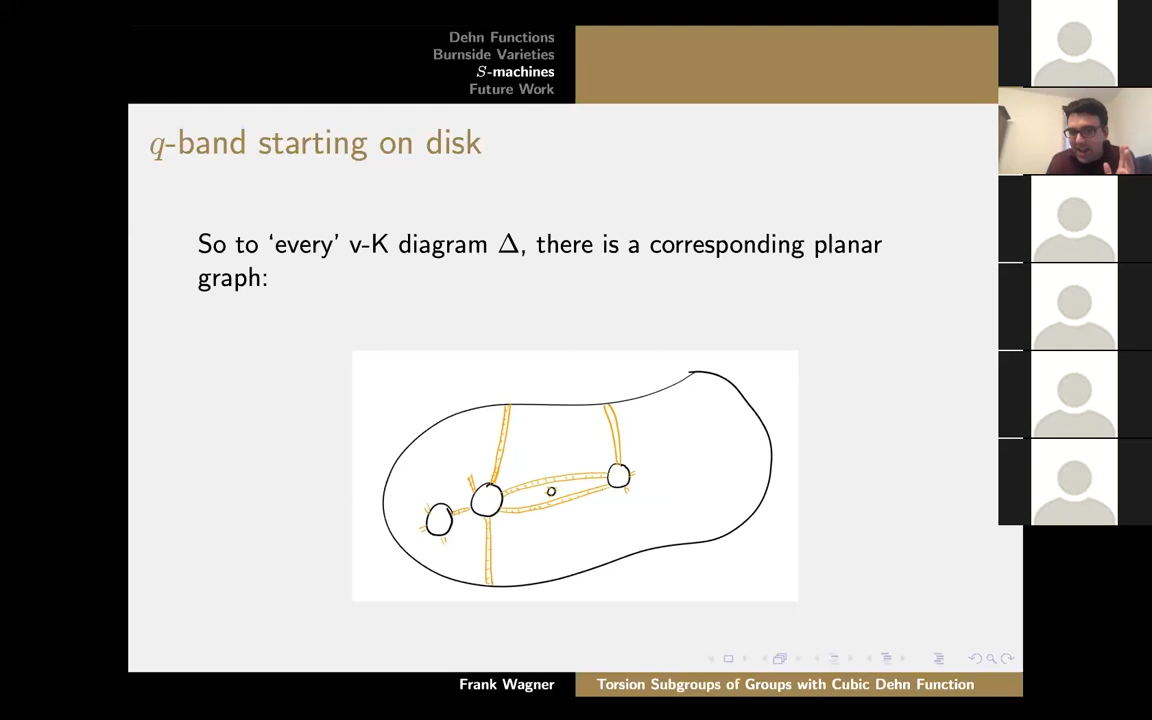 Dehn Functions
Burnside Varieties
S-machines
Future Work
q-band starting on disk
So to ‘every’ v-K diagram Δ, there is a corresponding planar
graph:
Frank Wagner
Torsion Subgroups of Groups with Cubic Dehn Function